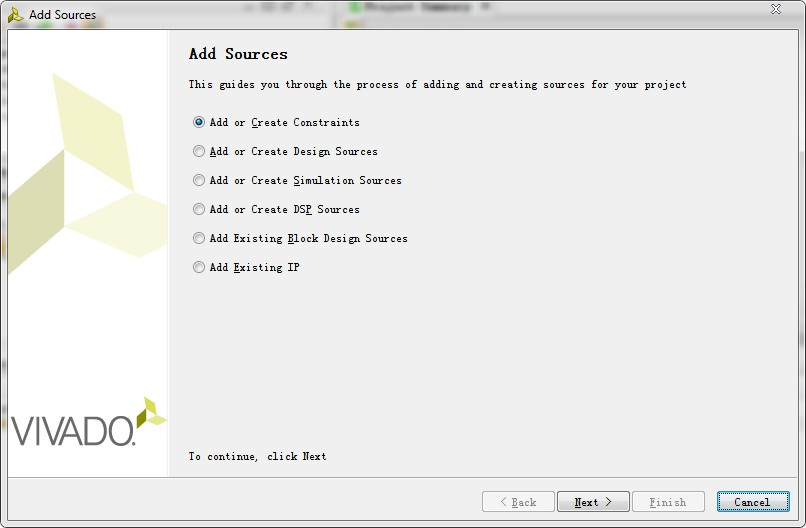 Add Sources
Add Sources
This guides you through the process of adding and creating sources for your project
Add or Create Constraints
Add or Create Design Sources
Add or Create Simulation Sources
Add or Create DSP Sources
Add Existing Block Design Sources
Add Existing IP
VIVADO.
To continue, click Next
< Back
Next >
Finish
Cancel